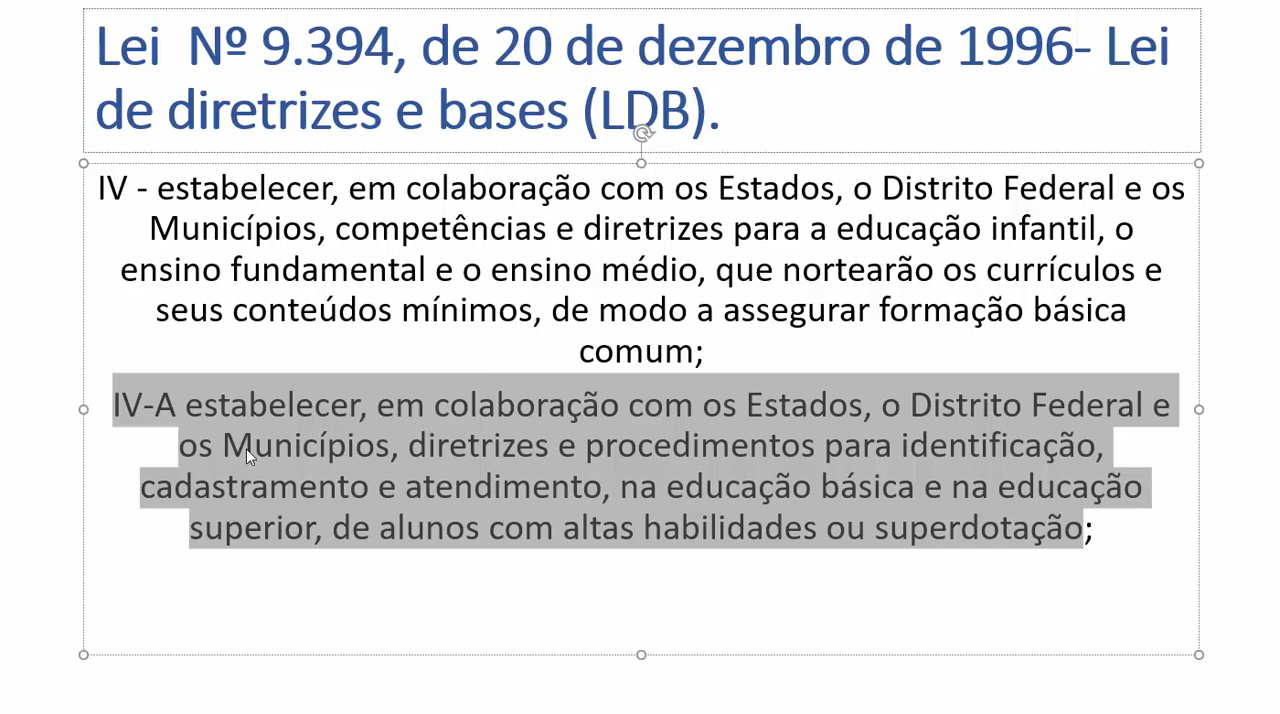 Lei  Nº 9.394, de 20 de dezembro de 1996- Lei
de diretrizes e bases (LDB).
IV - estabelecer, em colaboração com os Estados, o Distrito Federal e os
Municípios, competências e diretrizes para a educação infantil, o
ensino fundamental e o ensino médio, que nortearão os currículos e
seus conteúdos mínimos, de modo a assegurar formação básica
comum;
IV-A estabelecer, em colaboração com os Estados, o Distrito Federal e
os Municípios, diretrizes e procedimentos para identificação,
cadastramento e atendimento, na educação básica e na educação
superior, de alunos com altas habilidades ou superdotação;